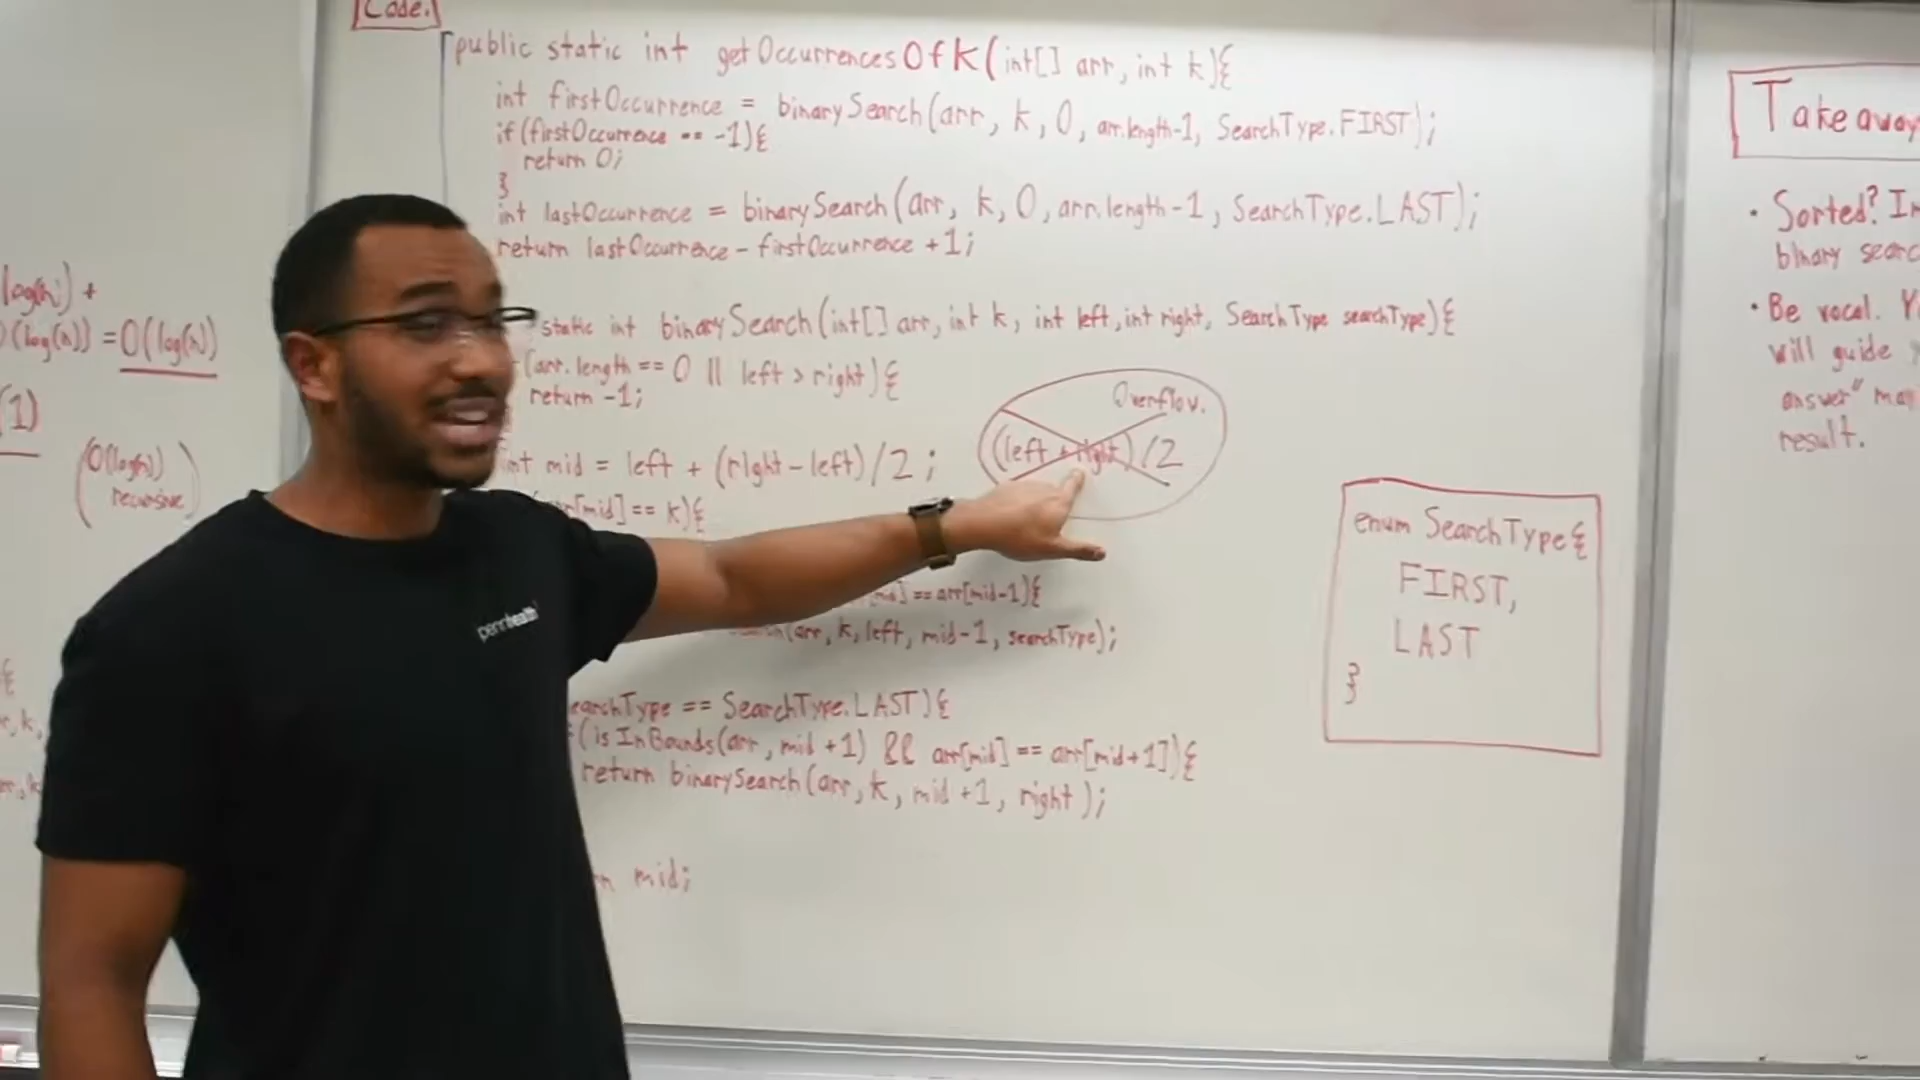 Code.
public static int getOccurrencesOfK(int[] arr, int k){
int firstOccurrence = binarySearch(arr, k, 0, arr.length-1, SearchType.FIRST);
if(firstOccurrence == -1){
return 0;
}
int lastOccurrence = binarySearch(arr, k, 0, arr.length-1, SearchType.LAST);
return lastOccurrence - firstOccurrence +1;
static int binarySearch(int[] arr, int k, int left, int right, SearchType searchType){
(arr.length == 0 || left > right){
return -1;
int mid = left + (right-left)/2;
[mid] == k){
== arr[mid-1]){
(arr, k, left, mid-1, searchType);
earchType == SearchType.LAST){
(isInBounds(arr, mid +1) && arr[mid] == arr[mid+1]){
return binarySearch(arr, k, mid +1, right);
mid;
Overflow.
(left + right)/2
enum SearchType{
FIRST,
LAST
}
log(n) +
(log(n)) = O(log(n))
(1)
(O(log(n))
recursive)
Takeaway
• Sorted?
binary searc
• Be vocal.
will guide
answer" may
result.
pennhealth